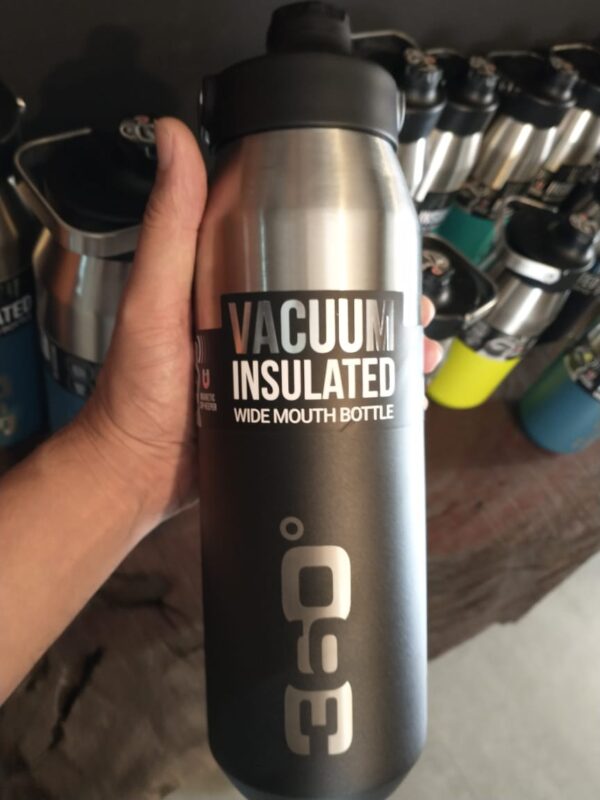 VACUUM
INSULATED
WIDE MOUTH BOTTLE
360°